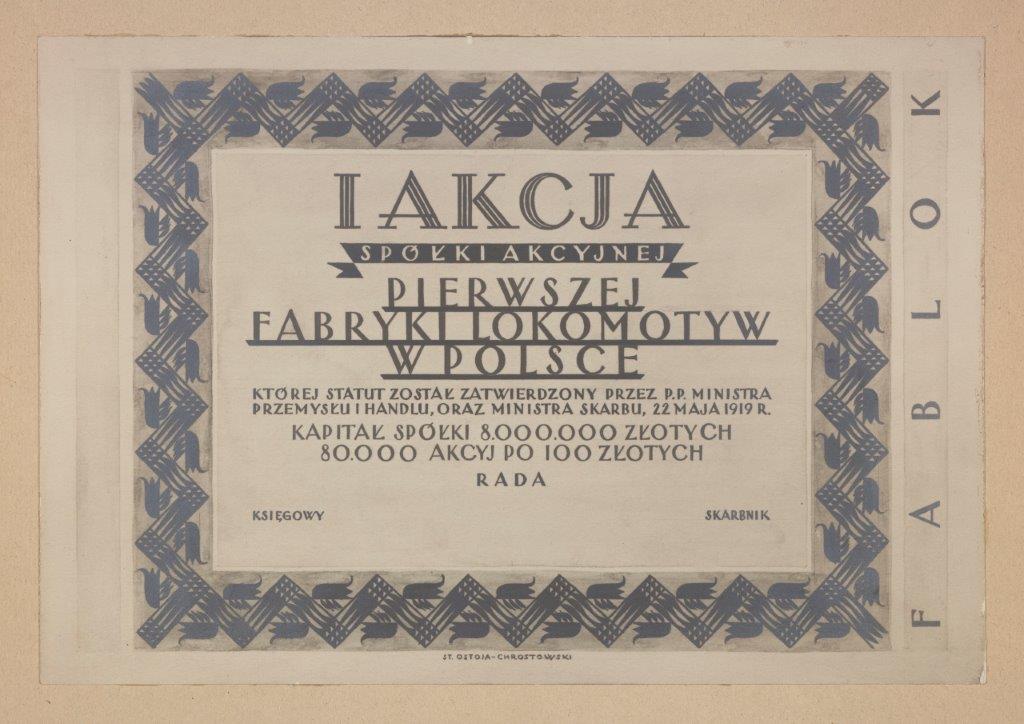 I AKCJA
SPÓŁKI AKCYJNEJ
PIERWSZEJ
FABRYKI LOKOMOTYW
W POLSCE
KTÓREJ STATUT ZOSTAŁ ZATWIERDZONY PRZEZ P.P. MINISTRA
PRZEMYSŁU I HANDLU, ORAZ MINISTRA SKARBU, 22 MAJA 1919 R.
KAPITAŁ SPÓŁKI 8.000.000 ZŁOTYCH
80.000 AKCYJ PO 100 ZŁOTYCH
RADA
KSIĘGOWY
SKARBNIK
ST. OSTOJA-CHROSTOWSKI
FABLOK